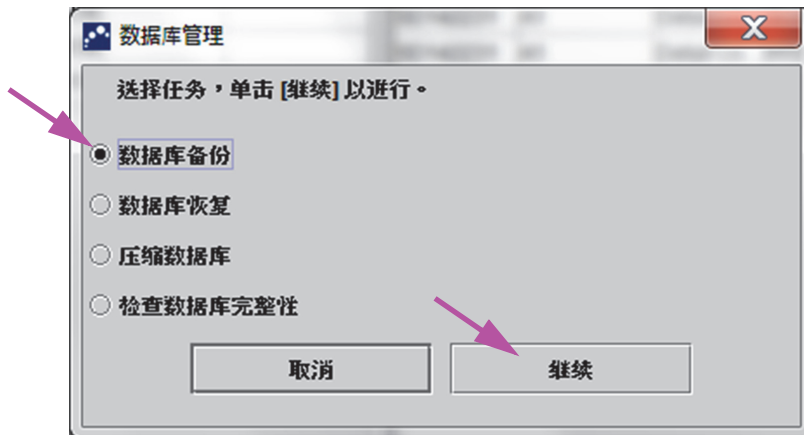 数据库管理
选择任务，单击 [继续] 以进行。
数据库备份
数据库恢复
压缩数据库
检查数据库完整性
取消
继续